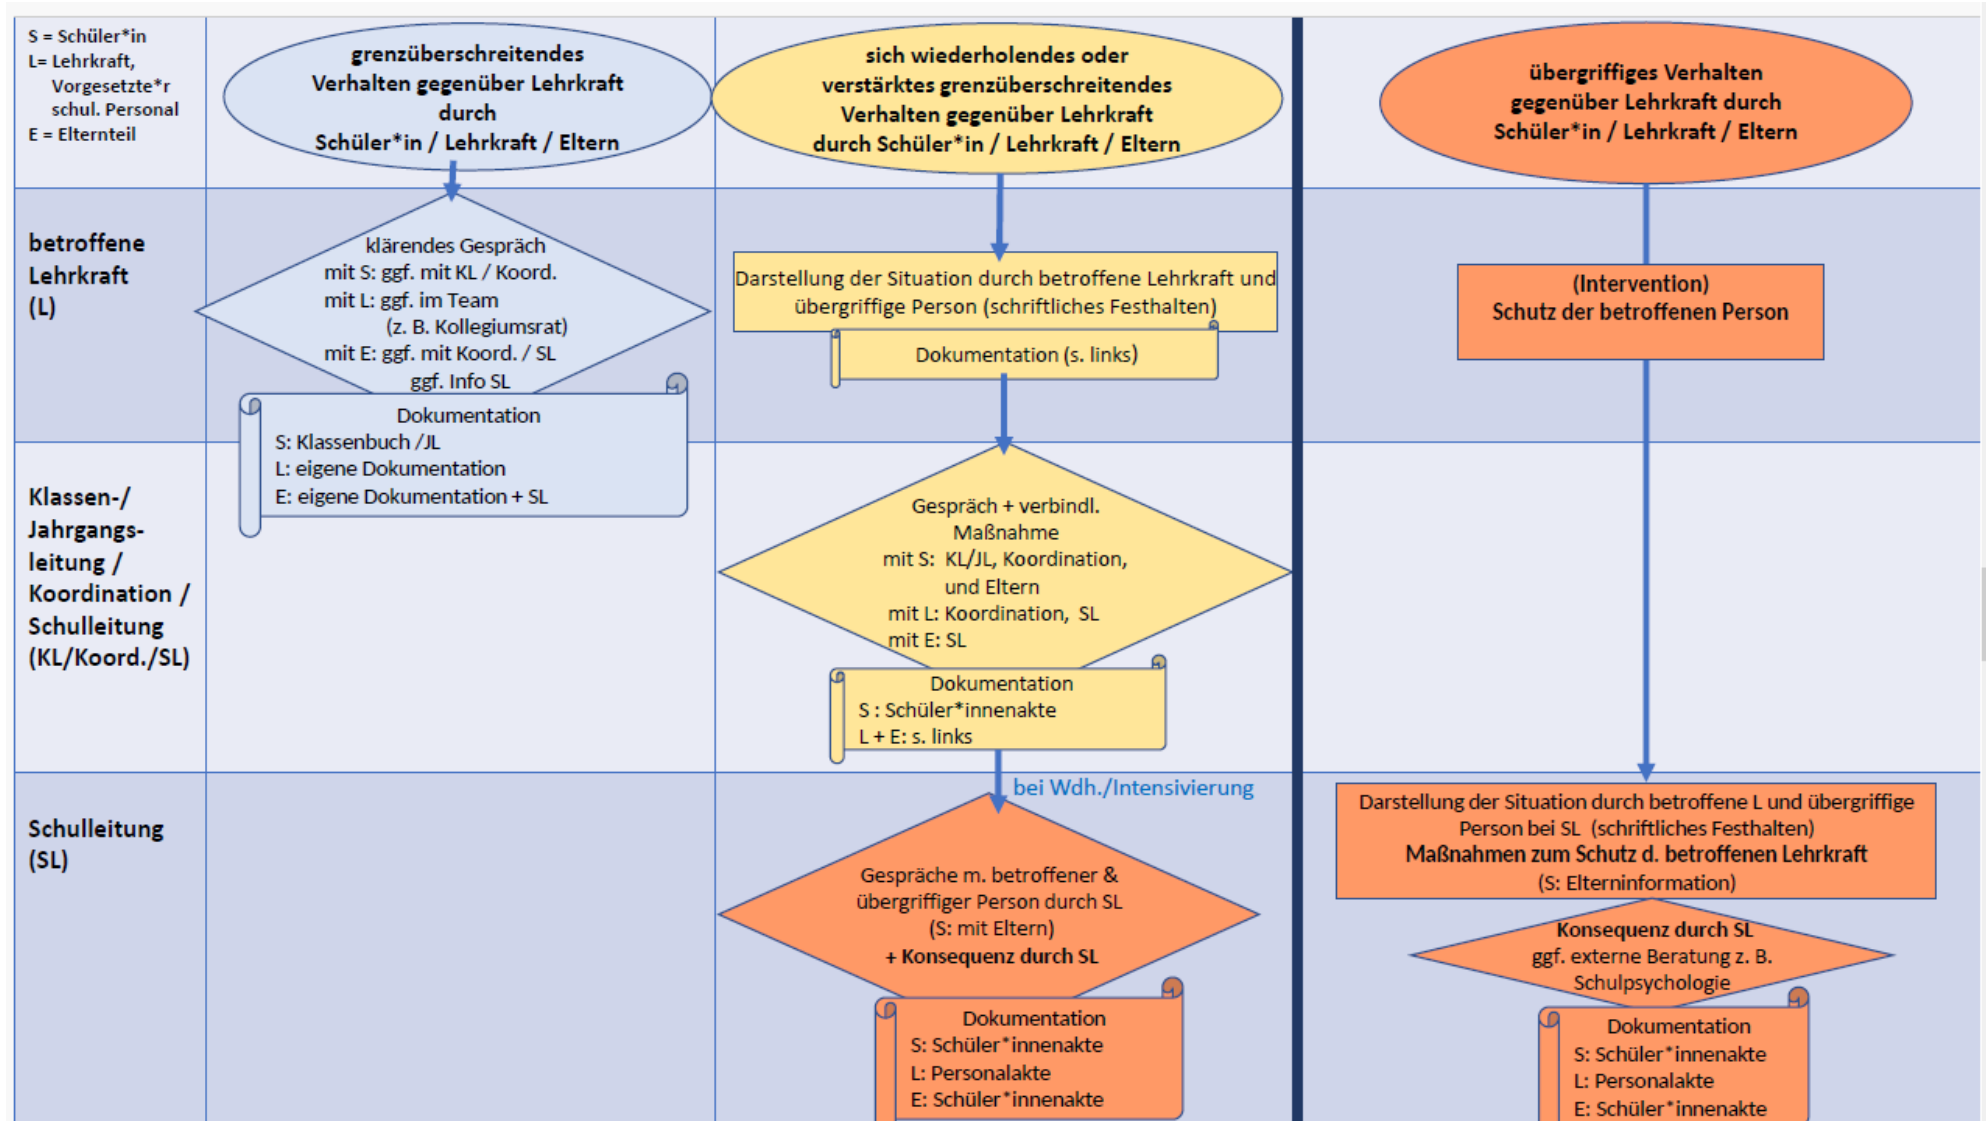 S = Schüler*in
L= Lehrkraft,
Vorgesetzte*r
schul. Personal
E = Elternteil
grenzüberschreitendes
Verhalten gegenüber Lehrkraft
durch
Schüler*in / Lehrkraft / Eltern
sich wiederholendes oder
verstärktes grenzüberschreitendes
Verhalten gegenüber Lehrkraft
durch Schüler*in / Lehrkraft / Eltern
übergriffiges Verhalten
gegenüber Lehrkraft durch
Schüler*in / Lehrkraft / Eltern
betroffene
Lehrkraft
(L)
klärendes Gespräch
mit S: ggf. mit KL / Koord.
mit L: ggf. im Team
(z. B. Kollegiumsrat)
mit E: ggf. mit Koord. / SL
ggf. Info SL
Dokumentation
S: Klassenbuch /JL
L: eigene Dokumentation
E: eigene Dokumentation + SL
Darstellung der Situation durch betroffene Lehrkraft und
übergriffige Person (schriftliches Festhalten)
Dokumentation (s. links)
(Intervention)
Schutz der betroffenen Person
Klassen-/
Jahrgangs-
leitung /
Koordination /
Schulleitung
(KL/Koord./SL)
Gespräch + verbindl.
Maßnahme
mit S:  KL/JL, Koordination,
und Eltern
mit L: Koordination,  SL
mit E: SL
Dokumentation
S : Schüler*innenakte
L + E: s. links
Schulleitung
(SL)
bei Wdh./Intensivierung
Gespräche m. betroffener &
übergriffiger Person durch SL
(S: mit Eltern)
+ Konsequenz durch SL
Dokumentation
S: Schüler*innenakte
L: Personalakte
E: Schüler*innenakte
Darstellung der Situation durch betroffene L und übergriffige
Person bei SL  (schriftliches Festhalten)
Maßnahmen zum Schutz d. betroffenen Lehrkraft
(S: Elterninformation)
Konsequenz durch SL
ggf. externe Beratung z. B.
Schulpsychologie
Dokumentation
S: Schüler*innenakte
L: Personalakte
E: Schüler*innenakte